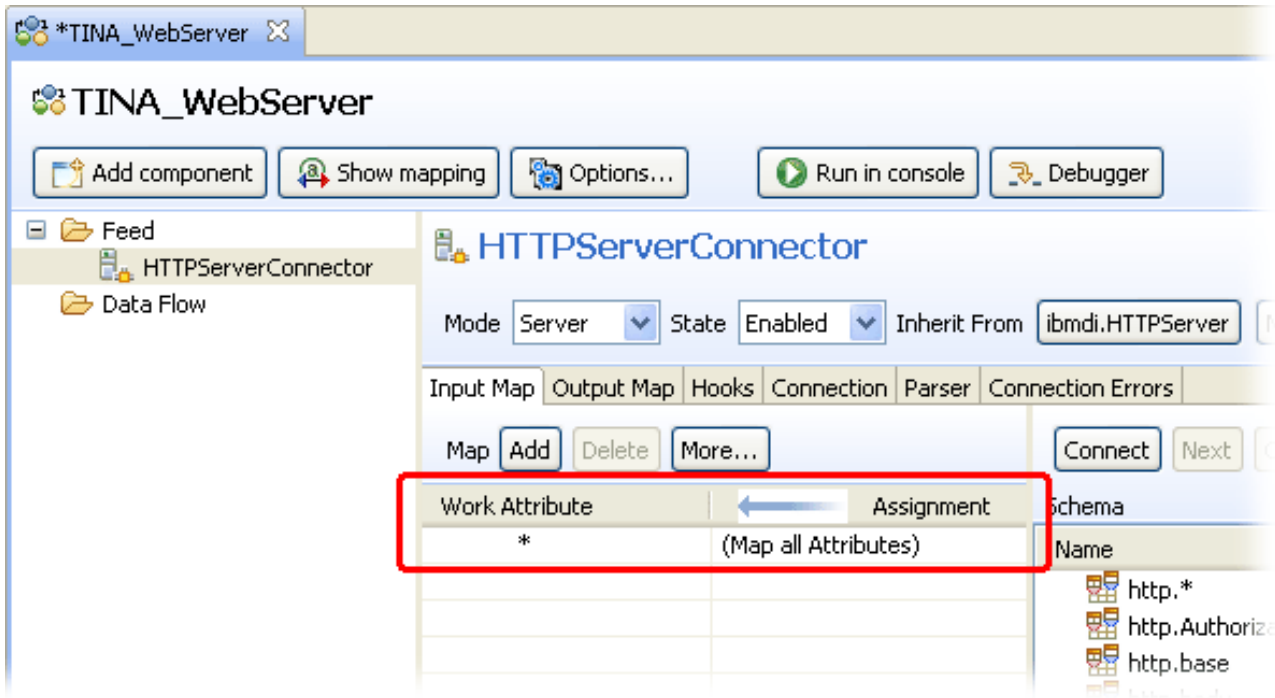 *TINA_WebServer
TINA_WebServer
Add component Show mapping Options... Run in console Debugger
Feed
HTTPServerConnector
Data Flow
HTTPServerConnector
Mode Server State Enabled Inherit From ibmdi.HTTPServer
Input Map Output Map Hooks Connection Parser Connection Errors
Map Add Delete More... Connect Next
Work Attribute Assignment Schema
* (Map all Attributes) Name
http.*
http.Authoriza
http.base